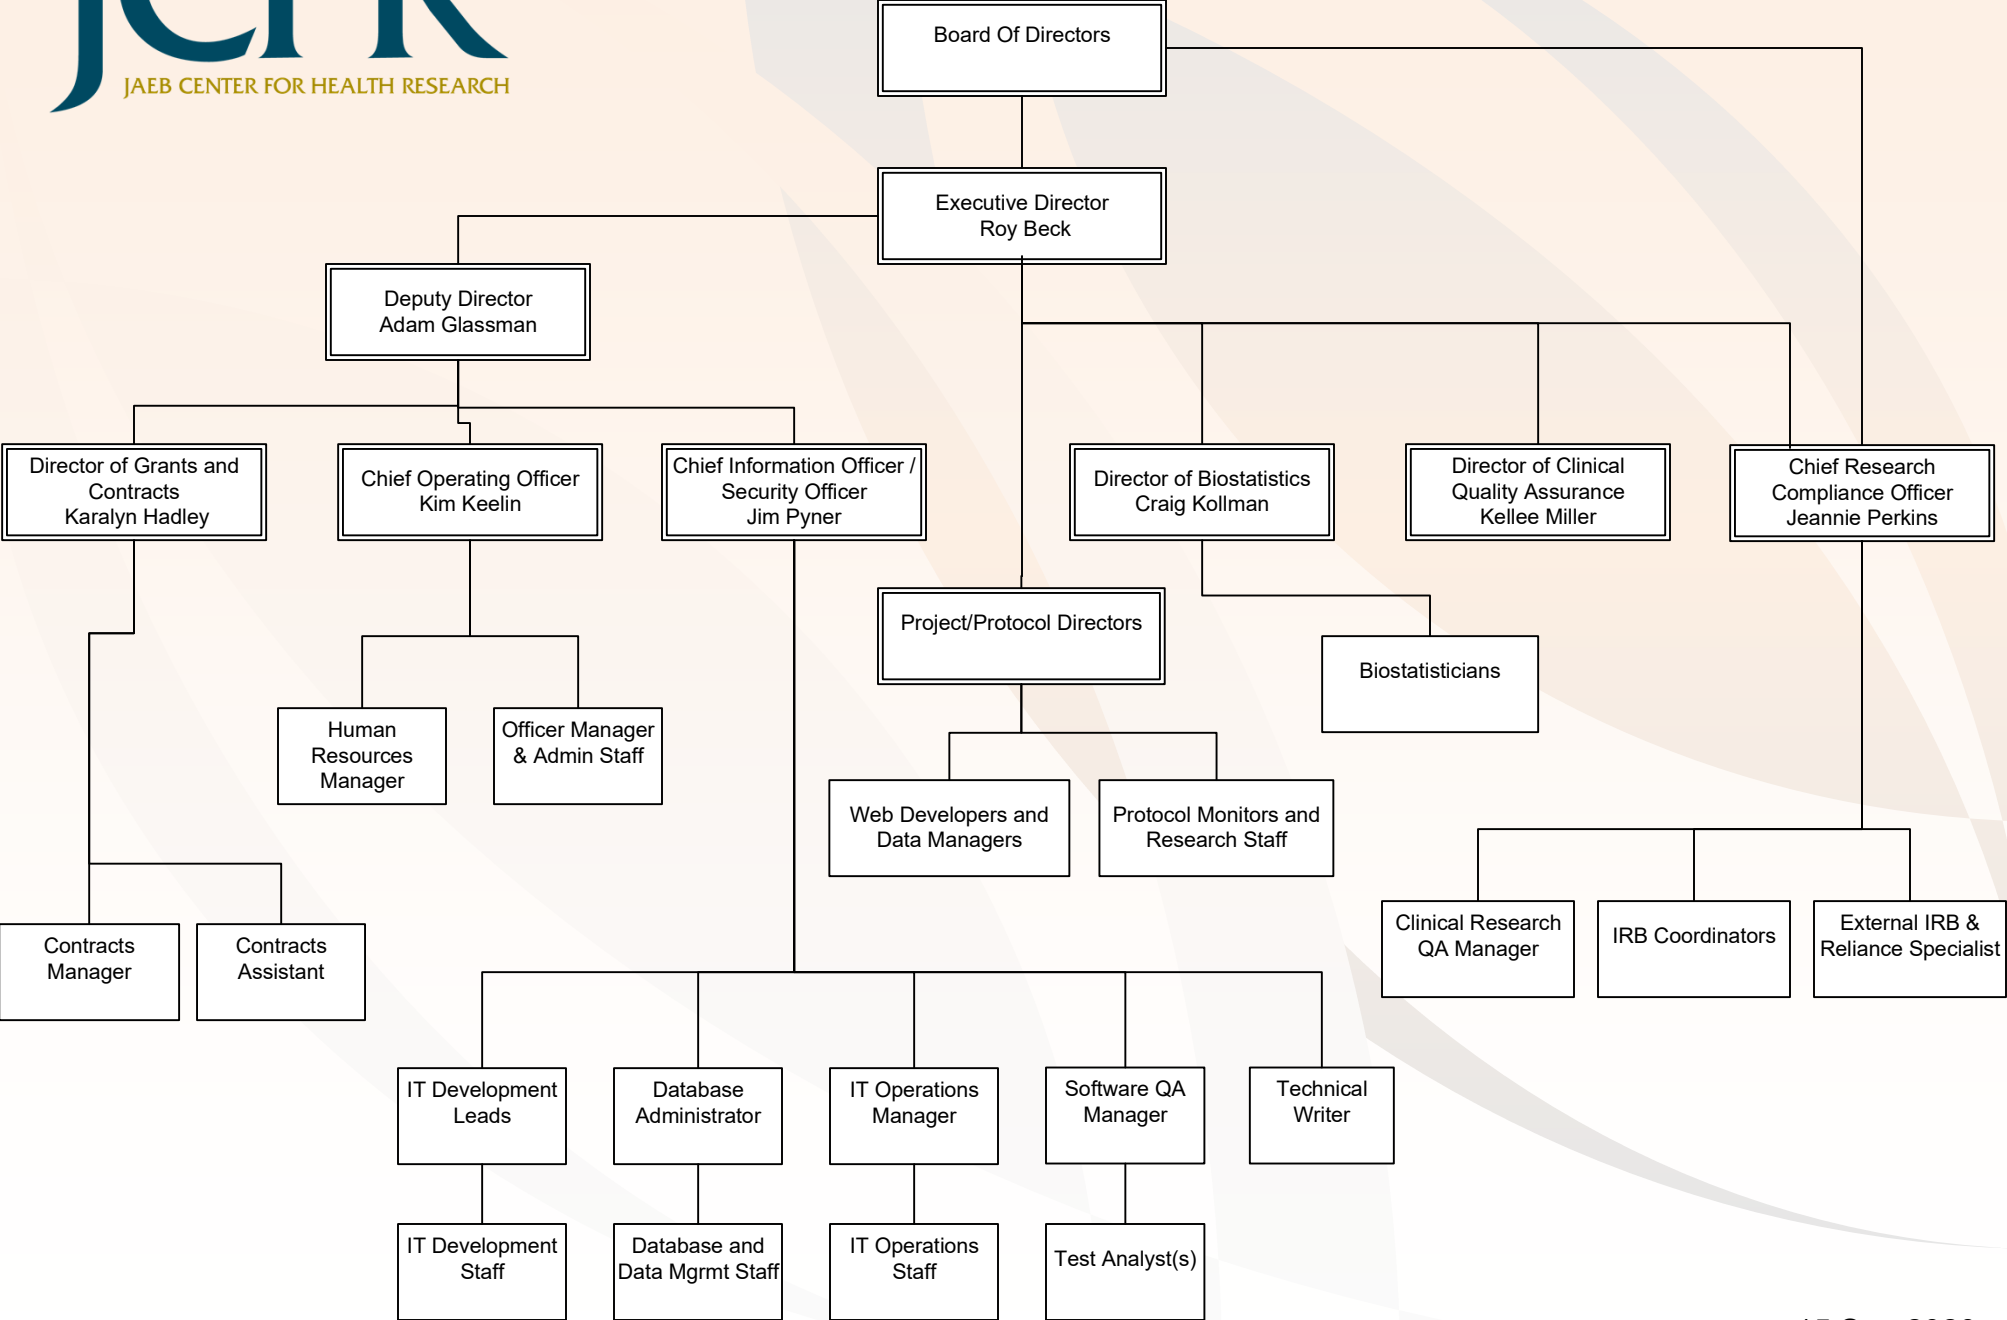 JAEB CENTER FOR HEALTH RESEARCH
Board Of Directors
Executive Director
Roy Beck
Deputy Director
Adam Glassman
Director of Grants and
Contracts
Karalyn Hadley
Chief Operating Officer
Kim Keelin
Chief Information Officer /
Security Officer
Jim Pyner
Director of Biostatistics
Craig Kollman
Director of Clinical
Quality Assurance
Kellee Miller
Chief Research
Compliance Officer
Jeannie Perkins
Project/Protocol Directors
Biostatisticians
Human
Resources
Manager
Officer Manager
& Admin Staff
Web Developers and
Data Managers
Protocol Monitors and
Research Staff
Contracts
Manager
Contracts
Assistant
Clinical Research
QA Manager
IRB Coordinators
External IRB &
Reliance Specialist
IT Development
Leads
Database
Administrator
IT Operations
Manager
Software QA
Manager
Technical
Writer
IT Development
Staff
Database and
Data Mgrmt Staff
IT Operations
Staff
Test Analyst(s)